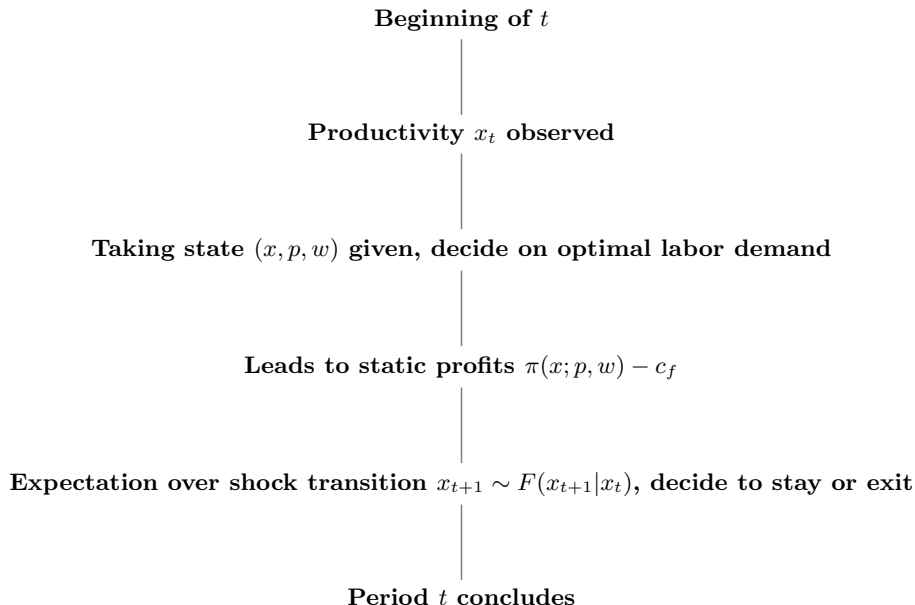 Beginning of t
Productivity x_t observed
Taking state (x, p, w) given, decide on optimal labor demand
Leads to static profits π(x; p, w) − c_f
Expectation over shock transition x_{t+1} ∼ F(x_{t+1}|x_t), decide to stay or exit
Period t concludes